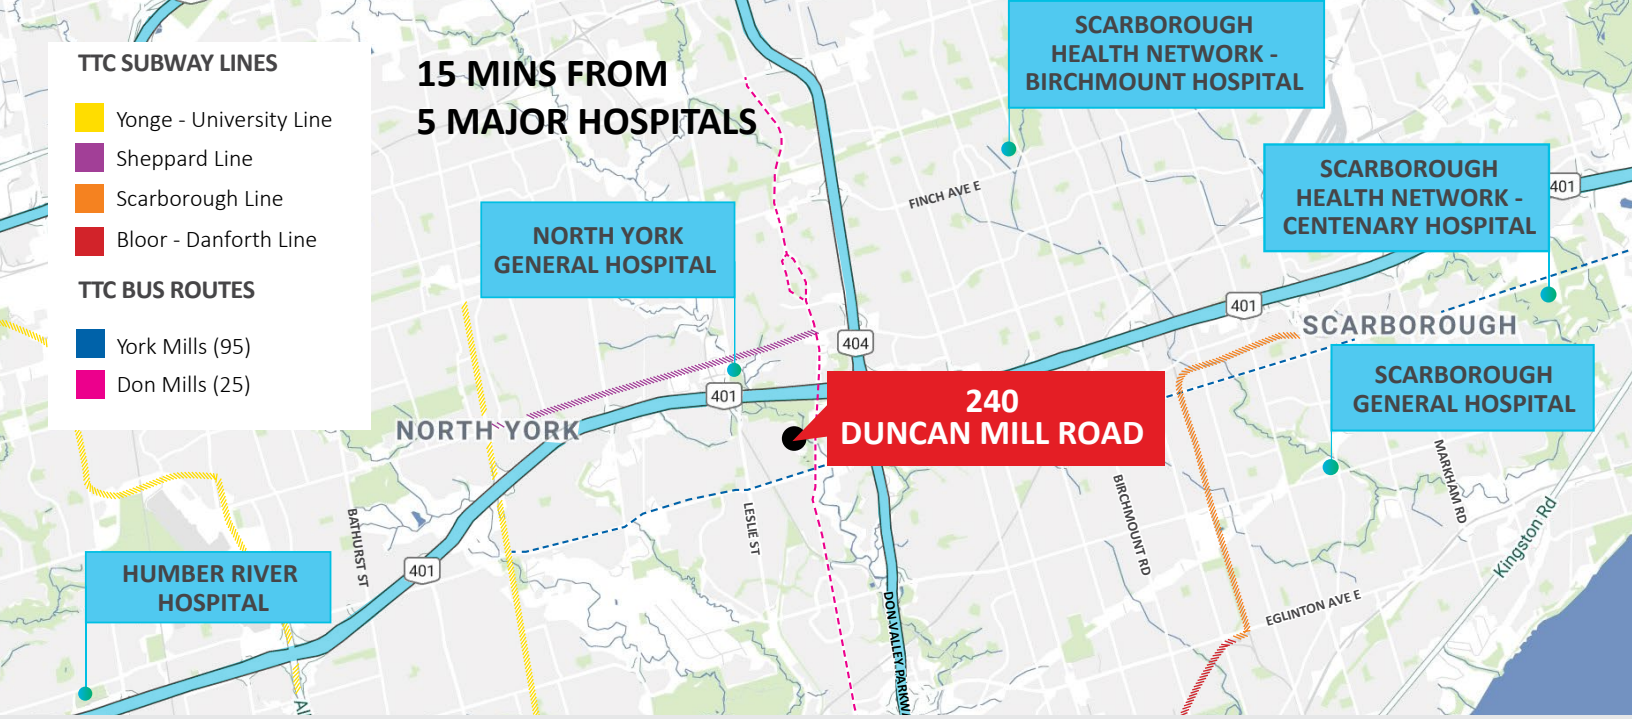 TTC SUBWAY LINES
Yonge - University Line
Sheppard Line
Scarborough Line
Bloor - Danforth Line
TTC BUS ROUTES
York Mills (95)
Don Mills (25)
15 MINS FROM
5 MAJOR HOSPITALS
SCARBOROUGH
HEALTH NETWORK -
BIRCHMOUNT HOSPITAL
SCARBOROUGH
HEALTH NETWORK -
CENTENARY HOSPITAL
401
FINCH AVE E
NORTH YORK
GENERAL HOSPITAL
401
SCARBOROUGH
404
SCARBOROUGH
GENERAL HOSPITAL
401
240
DUNCAN MILL ROAD
NORTH YORK
MARKHAM RD
BIRCHMOUNT RD
LESLIE ST
BATHURST ST
Kingston Rd
401
HUMBER RIVER
HOSPITAL
EGLINTON AVE E
DON VALLEY